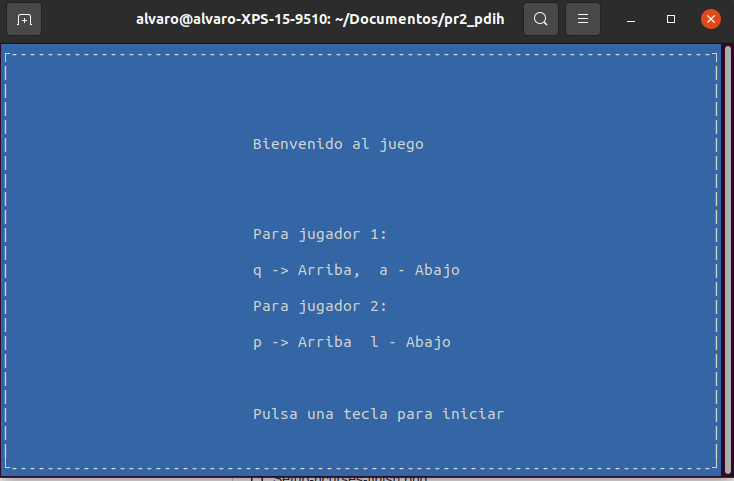 alvaro@alvaro-XPS-15-9510: ~/Documentos/pr2_pdih
Bienvenido al juego
Para jugador 1:
q -> Arriba,  a - Abajo
Para jugador 2:
p -> Arriba  l - Abajo
Pulsa una tecla para iniciar